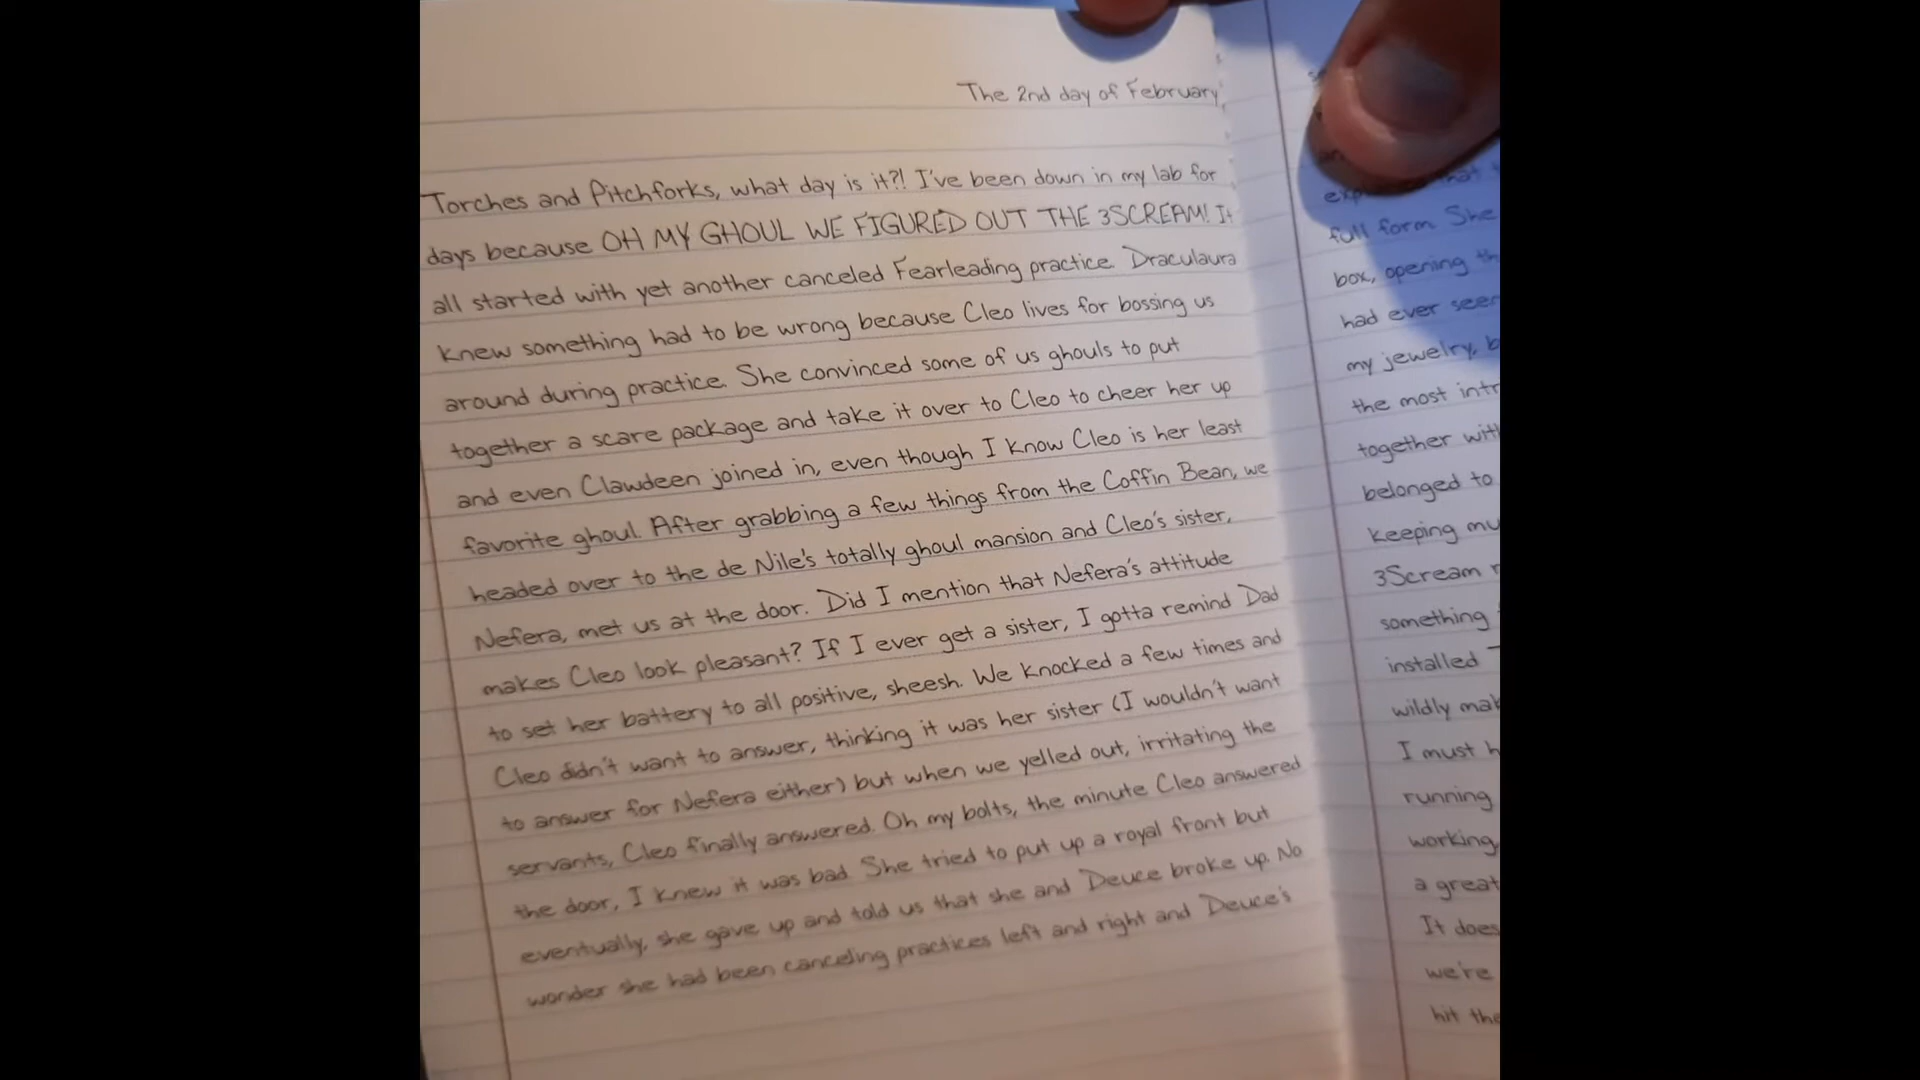 The 2nd day of February
Torches and Pitchforks, what day is it?! I've been down in my lab for
days because OH MY GHOUL WE FIGURED OUT THE 3SCREAM! It
all started with yet another canceled Fearleading practice. Draculaura
knew something had to be wrong because Cleo lives for bossing us
around during practice. She convinced some of us ghouls to put
together a scare package and take it over to Cleo to cheer her up
and even Clawdeen joined in, even though I know Cleo is her least
favorite ghoul. After grabbing a few things from the Coffin Bean, we
headed over to the de Nile's totally ghoul mansion and Cleo's sister,
Nefera, met us at the door. Did I mention that Nefera's attitude
makes Cleo look pleasant? If I ever get a sister, I gotta remind Dad
to set her battery to all positive, sheesh. We knocked a few times and
Cleo didn't want to answer, thinking it was her sister (I wouldn't want
to answer for Nefera either) but when we yelled out, irritating the
servants, Cleo finally answered. Oh my bolts, the minute Cleo answered
the door, I knew it was bad. She tried to put up a royal front but
eventually, she gave up and told us that she and Deuce broke up. No
wonder she had been canceling practices left and right and Deuce's
full form. She
box, opening
had ever seen
my jewelry,
the most
together
belonged to
keeping
3Scream
something
installed
wildly
I must
running
working
a great
It does
we're
hit the